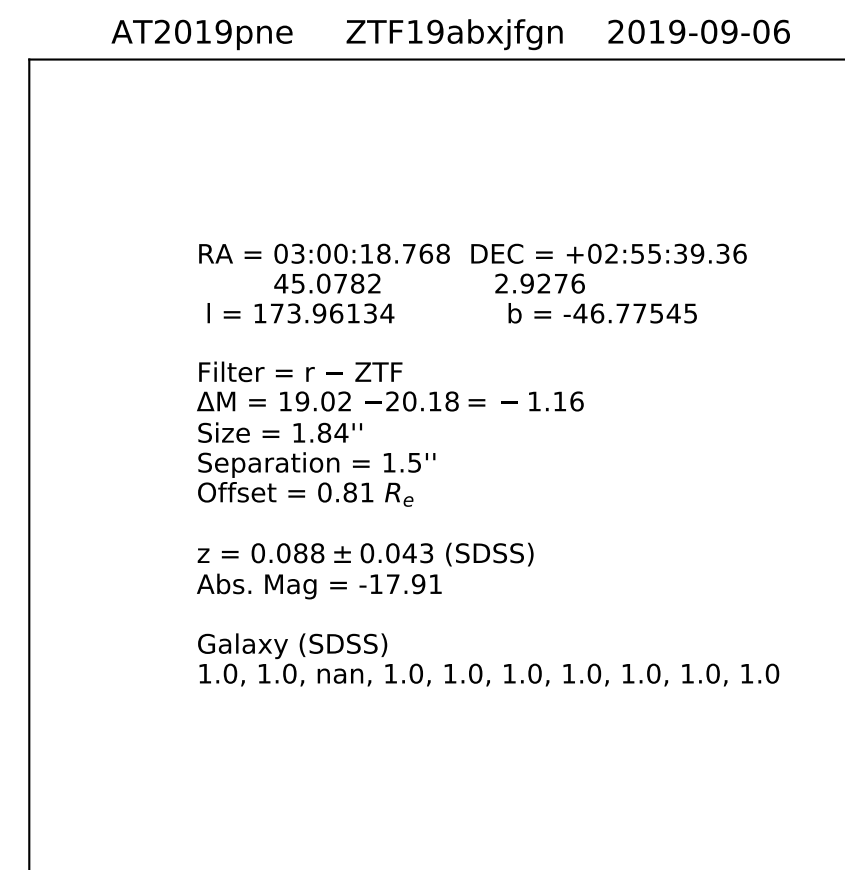 AT2019pne ZTF19abxjfgn 2019-09-06
RA = 03:00:18.768 DEC = +02:55:39.36
45.0782 2.9276
l = 173.96134 b = -46.77545
Filter = r − ZTF
ΔM = 19.02 −20.18 = − 1.16
Size = 1.84''
Separation = 1.5''
Offset = 0.81 Rₑ
z = 0.088 ± 0.043 (SDSS)
Abs. Mag = -17.91
Galaxy (SDSS)
1.0, 1.0, nan, 1.0, 1.0, 1.0, 1.0, 1.0, 1.0, 1.0